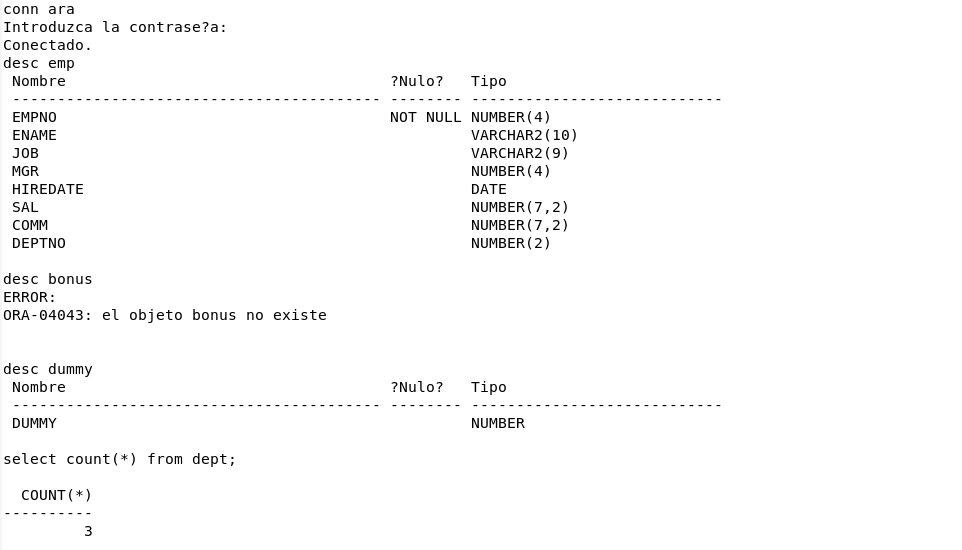 conn ara
Introduzca la contrase?a:
Conectado.
desc emp
 Nombre                                    ?Nulo?   Tipo
 ----------------------------------------- -------- ----------------------------
 EMPNO                                     NOT NULL NUMBER(4)
 ENAME                                              VARCHAR2(10)
 JOB                                                VARCHAR2(9)
 MGR                                                NUMBER(4)
 HIREDATE                                           DATE
 SAL                                                NUMBER(7,2)
 COMM                                               NUMBER(7,2)
 DEPTNO                                             NUMBER(2)

desc bonus
ERROR:
ORA-04043: el objeto bonus no existe


desc dummy
 Nombre                                    ?Nulo?   Tipo
 ----------------------------------------- -------- ----------------------------
 DUMMY                                              NUMBER

select count(*) from dept;

  COUNT(*)
----------
         3